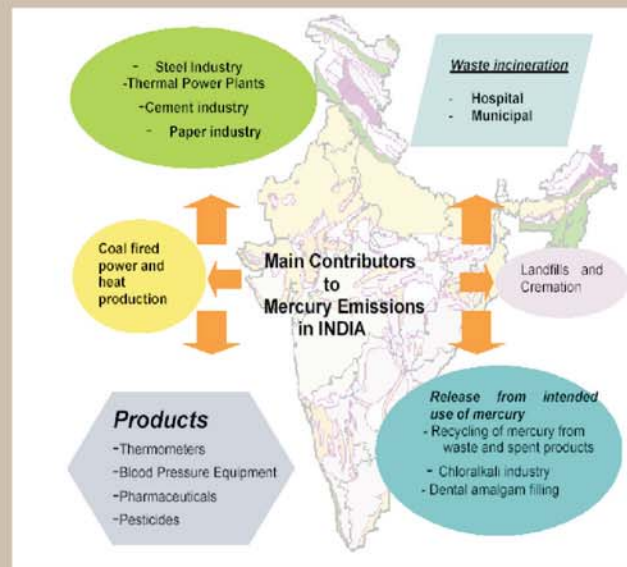 - Steel Industry
-Thermal Power Plants
-Cement industry
- Paper industry
Waste incineration
- Hospital
- Municipal
Coal fired
power and
heat
production
Main Contributors
to
Mercury Emissions
in INDIA
Landfills and
Cremation
Products
-Thermometers
-Blood Pressure Equipment
-Pharmaceuticals
-Pesticides
Release from intended
use of mercury
- Recycling of mercury from
waste and spent products
- Chloralkali industry
- Dental amalgam filling